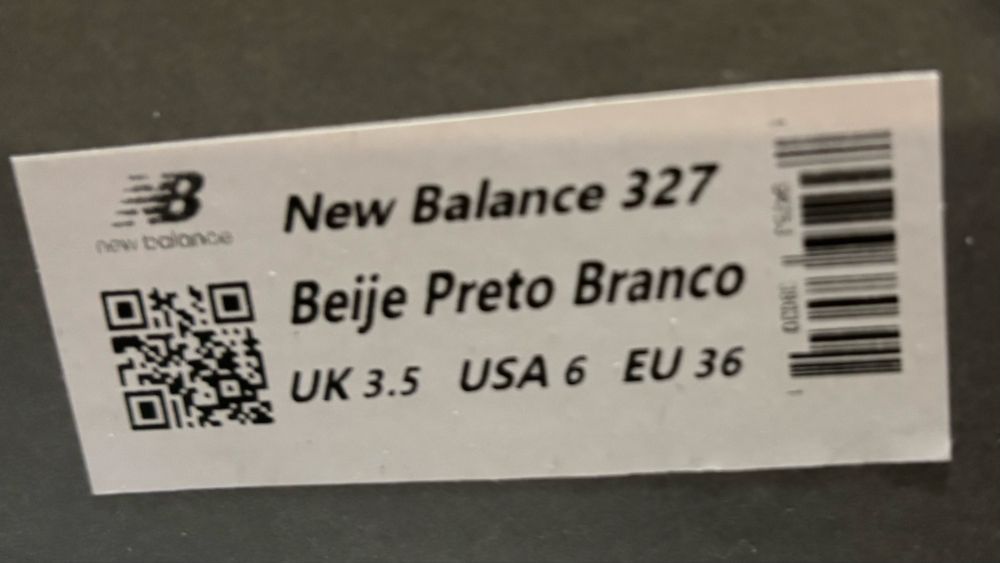 new balance
New Balance 327
Beije Preto Branco
UK 3.5 USA 6 EU 36